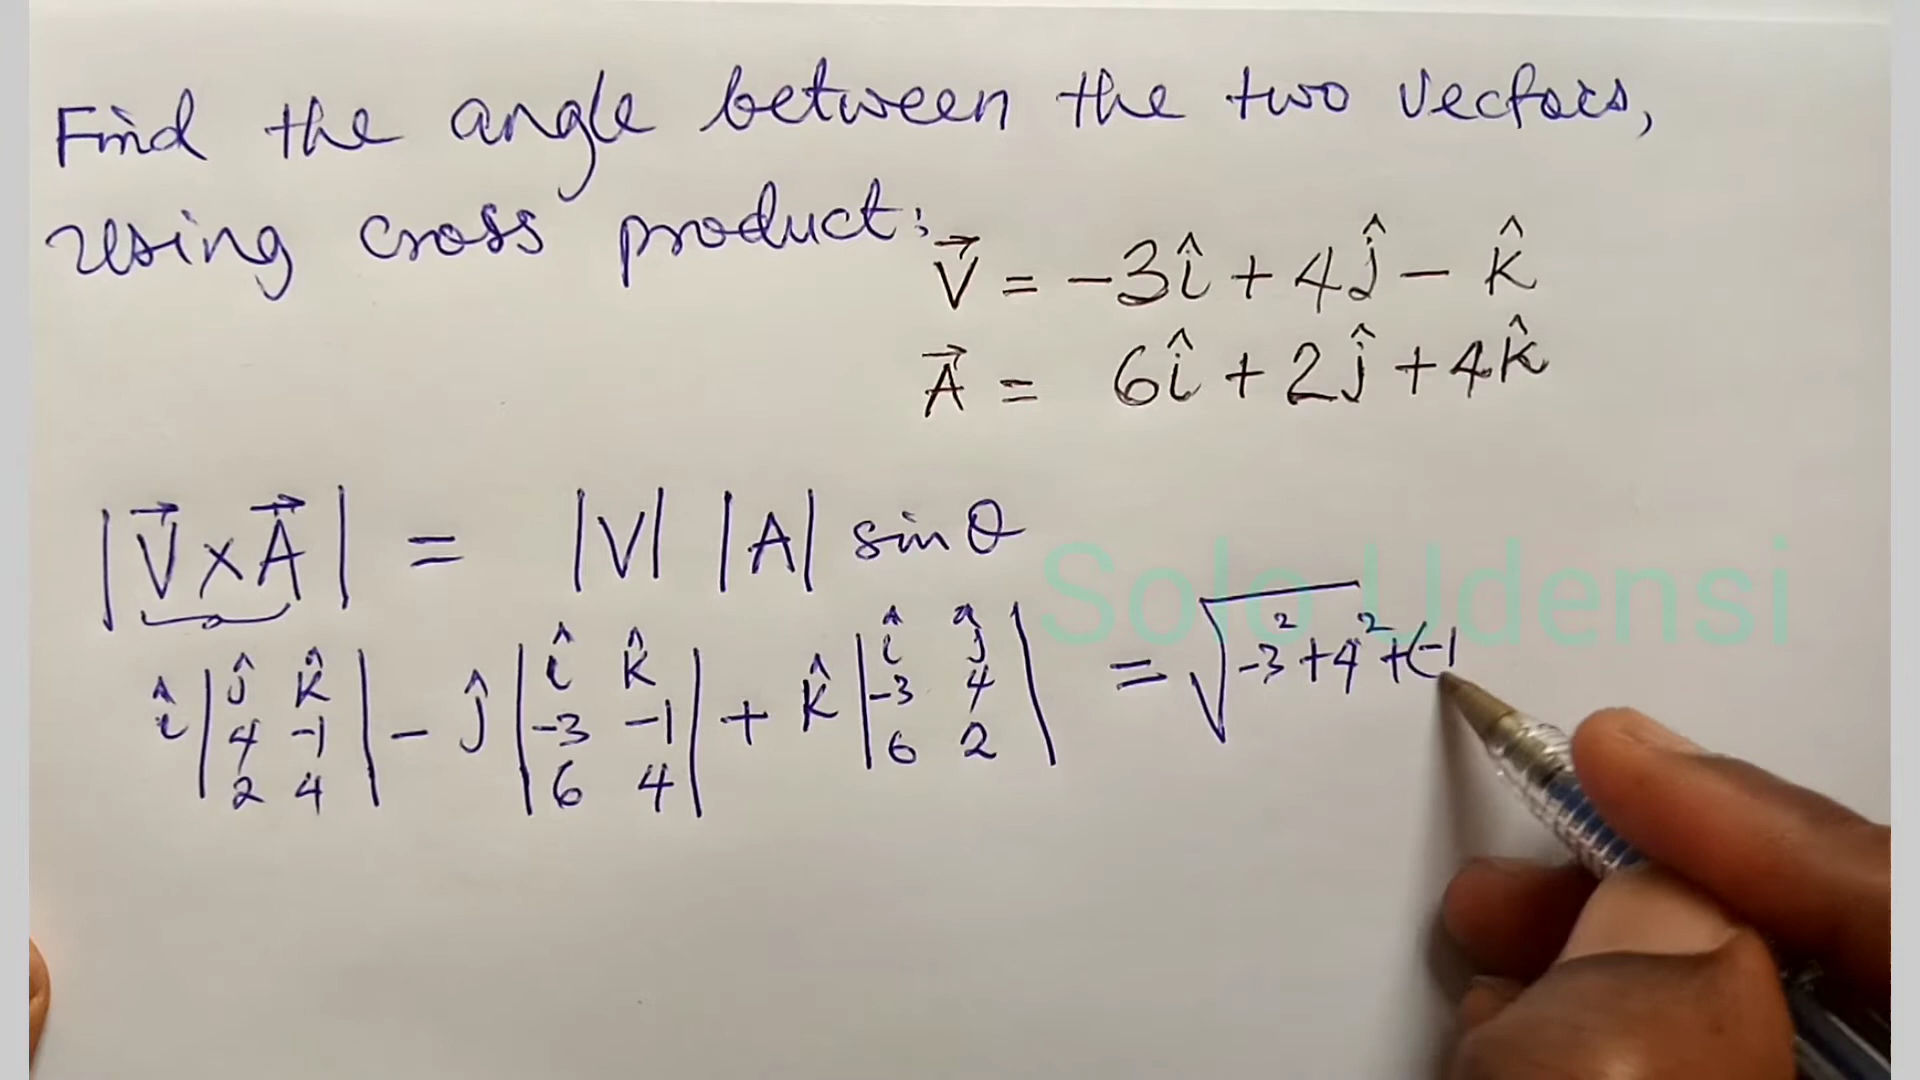 Find the angle between the two vectors,
using cross product:
V⃗ = -3î + 4ĵ - k̂
A⃗ = 6î + 2ĵ + 4k̂
|V⃗ × A⃗| = |V| |A| sin θ
Solo Udensi
î |ĵ k̂| - ĵ |î k̂| + k̂ |î ĵ| = √-3² + 4² + (-1
4 -1 -3 -1 -3 4
2 4 6 4 6 2